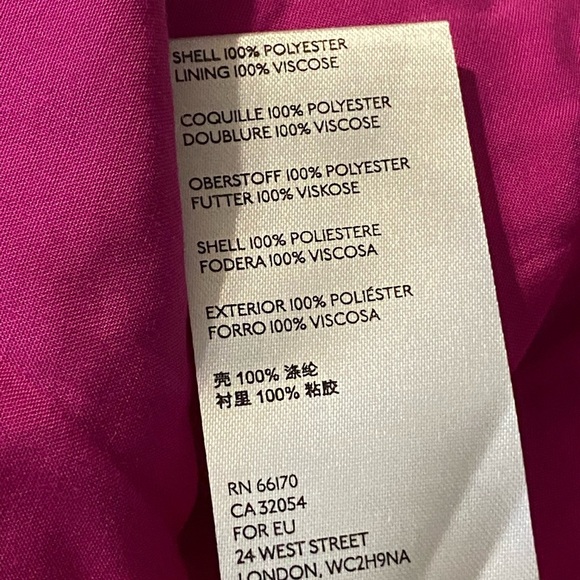 SHELL 100% POLYESTER
LINING 100% VISCOSE
COQUILLE 100% POLYESTER
DOUBLURE 100% VISCOSE
OBERSTOFF 100% POLYESTER
FUTTER 100% VISKOSE
SHELL 100% POLIESTERE
FODERA 100% VISCOSA
EXTERIOR 100% POLIÉSTER
FORRO 100% VISCOSA
壳 100% 涤纶
衬里 100% 粘胶
RN 66170
CA 32054
FOR EU
24 WEST STREET
LONDON, WC2H9NA